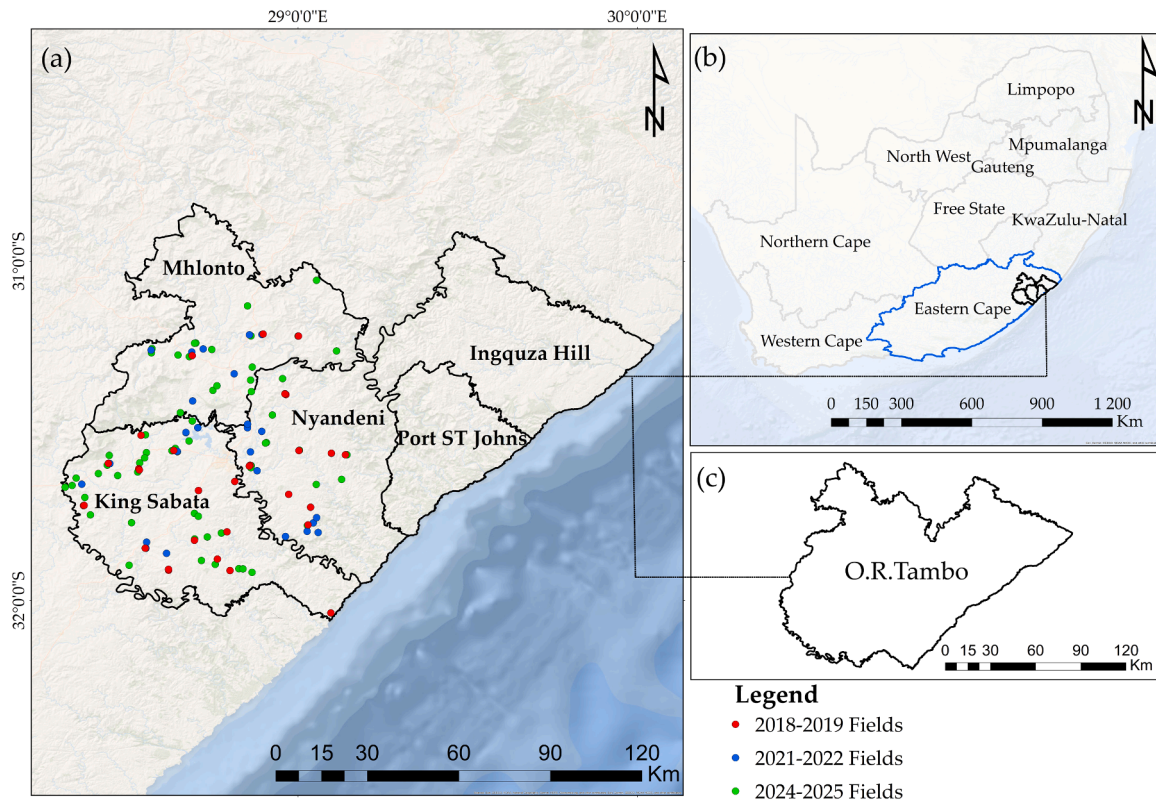 29°0'0"E
30°0'0"E
(a)
N
31°0'0"S
32°0'0"S
Mhlonto
Ingquza Hill
Nyandeni
Port ST Johns
King Sabata
0 15 30 60 90 120
Km
(b)
N
Limpopo
Mpumalanga
North West
Gauteng
Free State
KwaZulu-Natal
Northern Cape
Eastern Cape
Western Cape
0 150 300 600 900 1 200
Km
(c)
O.R.Tambo
0 15 30 60 90 120
Km
Legend
2018-2019 Fields
2021-2022 Fields
2024-2025 Fields